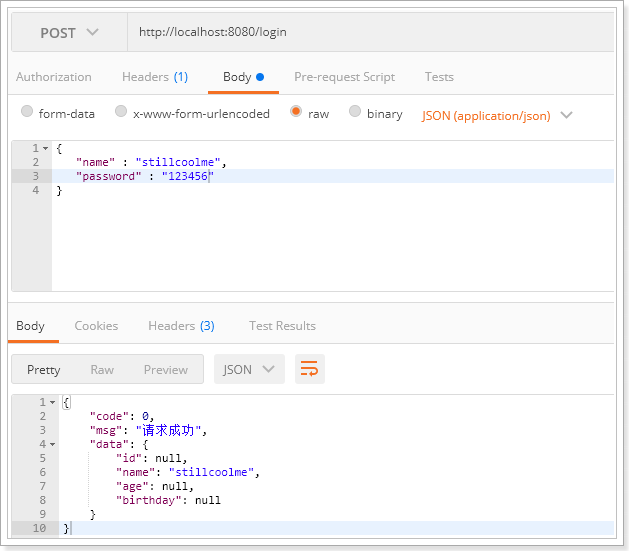 POST http://localhost:8080/login
Authorization Headers (1) Body Pre-request Script Tests
form-data x-www-form-urlencoded raw binary JSON (application/json)
1 {
2 "name" : "stillcoolme",
3 "password" : "123456"
4 }
Body Cookies Headers (3) Test Results
Pretty Raw Preview JSON
1 {
2 "code": 0,
3 "msg": "请求成功",
4 "data": {
5 "id": null,
6 "name": "stillcoolme",
7 "age": null,
8 "birthday": null
9 }
10 }